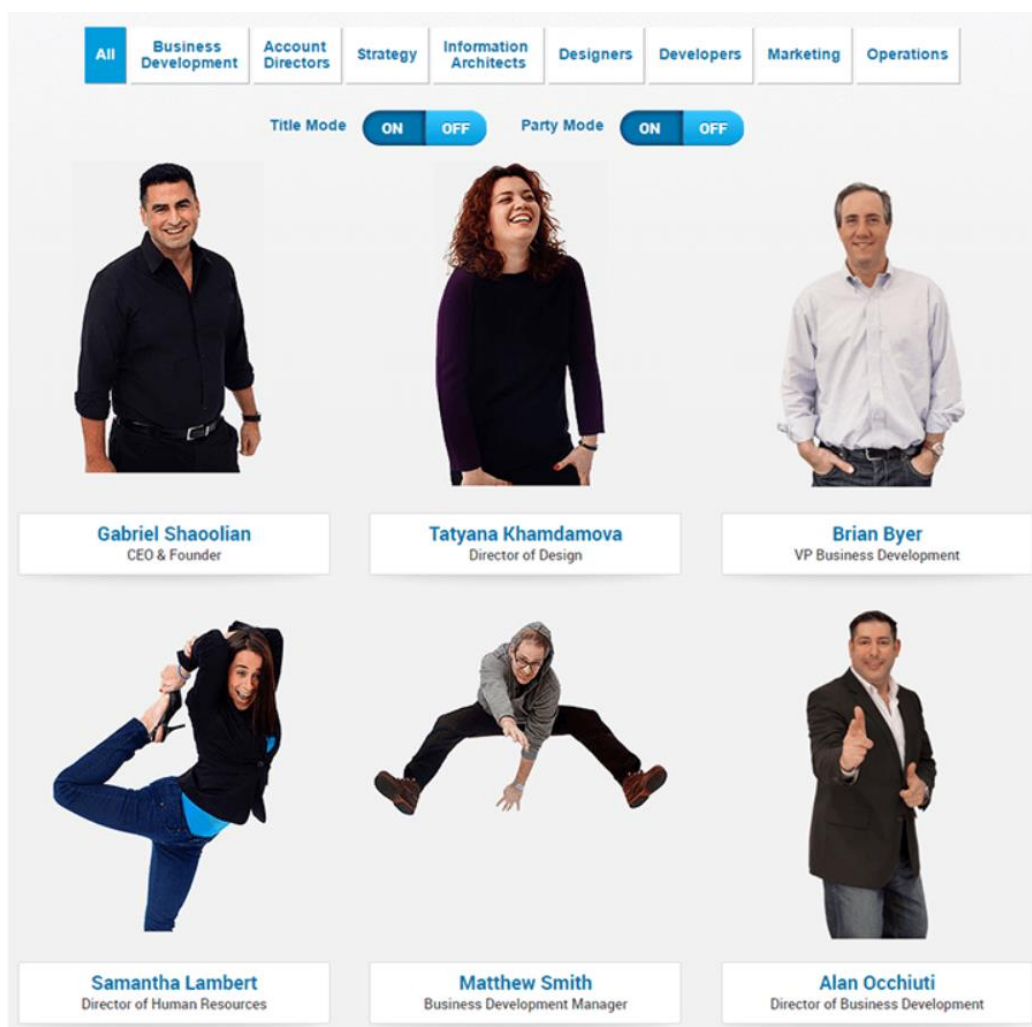 All
Business
Development
Account
Directors
Strategy
Information
Architects
Designers
Developers
Marketing
Operations
Title Mode ON OFF Party Mode ON OFF
Gabriel Shaoolian
CEO & Founder
Tatyana Khamdamova
Director of Design
Brian Byer
VP Business Development
Samantha Lambert
Director of Human Resources
Matthew Smith
Business Development Manager
Alan Occhiuti
Director of Business Development